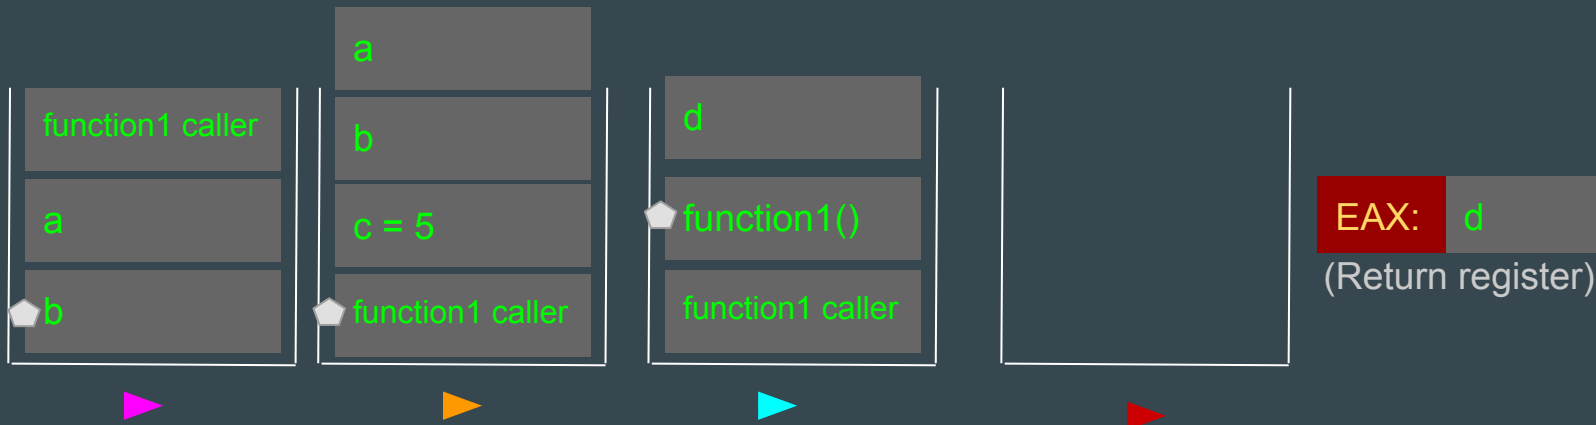 function1 caller
a
b
a
b
c = 5
function1 caller
d
function1()
function1 caller
EAX: d
(Return register)